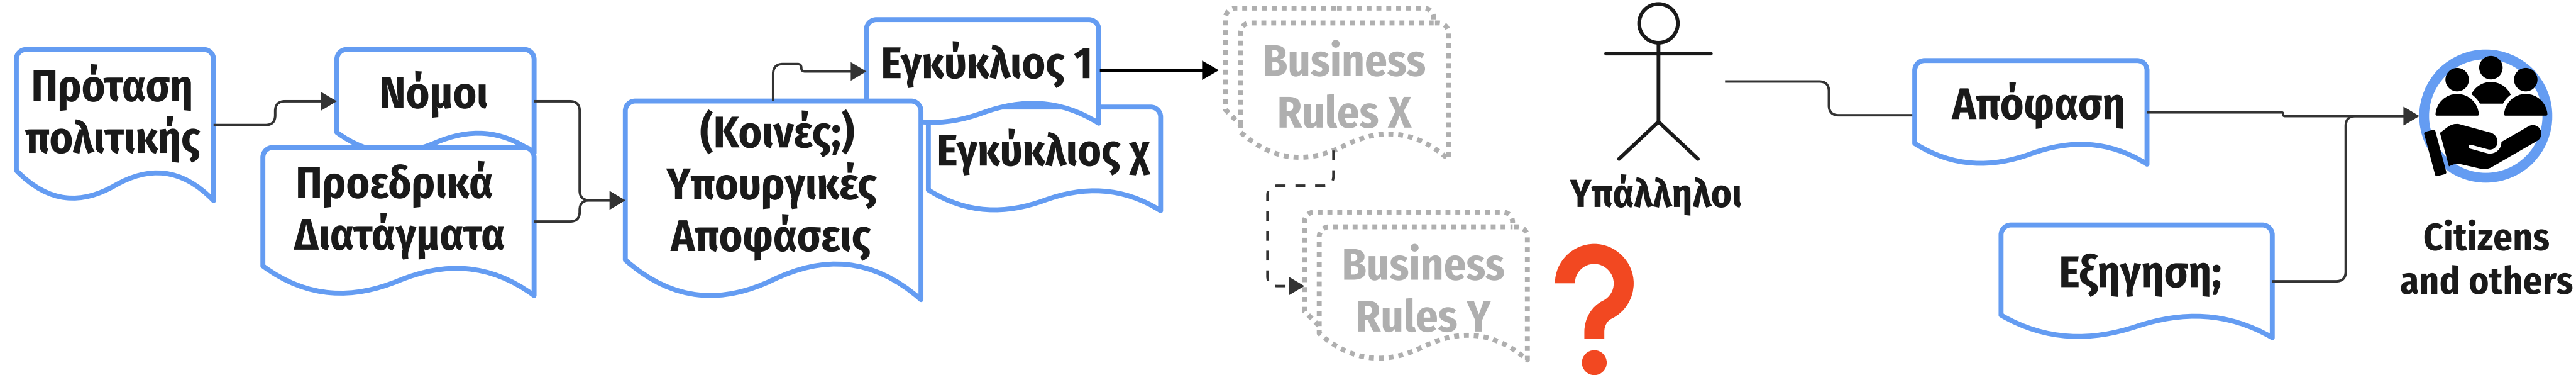 Πρόταση
πολιτικής
Νόμοι
Προεδρικά
Διατάγματα
(Κοινές;)
Υπουργικές
Αποφάσεις
Εγκύκλιος 1
Εγκύκλιος χ
Business
Rules X
Business
Rules Y
Υπάλληλοι
?
Απόφαση
Εξηγηση;
Citizens
and others